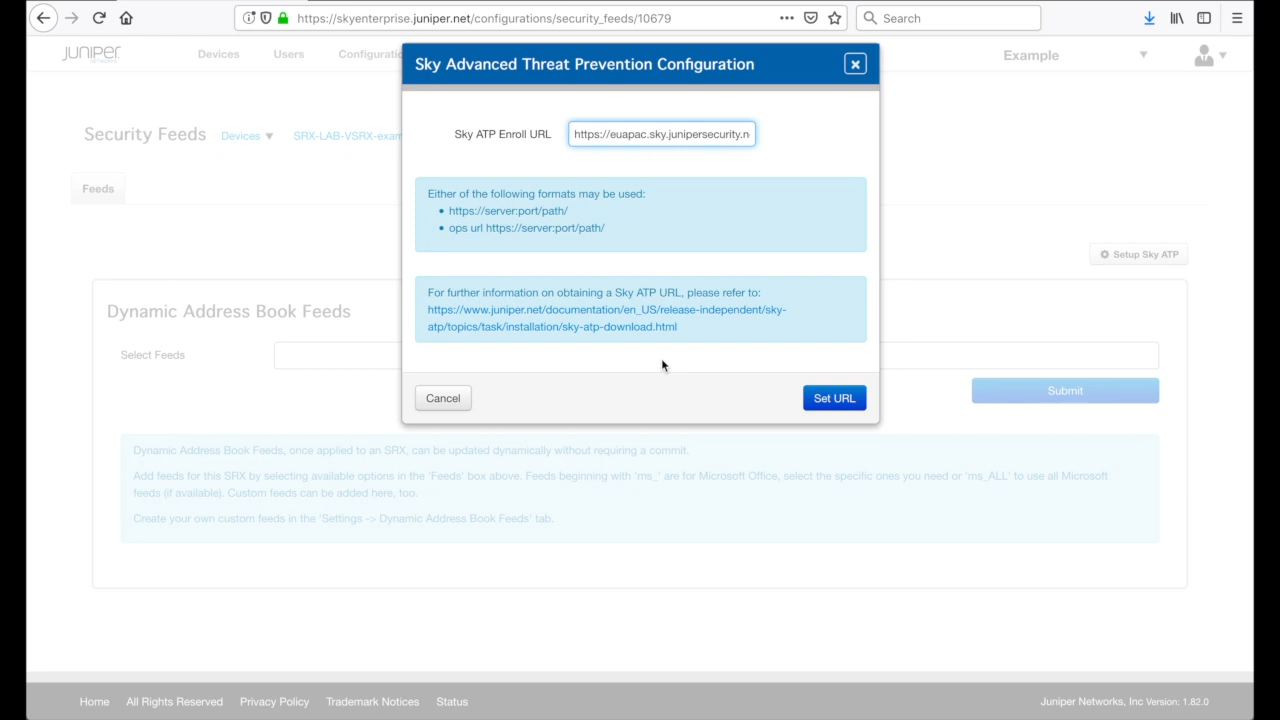 https://skyenterprise.juniper.net/configurations/security_feeds/10679
Search
JUNIPER
NETWORKS
Devices
Users
Configuratio
Example
Sky Advanced Threat Prevention Configuration
Security Feeds
Devices ▼
SRX-LAB-VSRX-exam
Sky ATP Enroll URL
https://euapac.sky.junipersecurity.n
Feeds
Either of the following formats may be used:
• https://server:port/path/
• ops url https://server:port/path/
Setup Sky ATP
For further information on obtaining a Sky ATP URL, please refer to:
https://www.juniper.net/documentation/en_US/release-independent/sky-
atp/topics/task/installation/sky-atp-download.html
Dynamic Address Book Feeds
Select Feeds
Cancel
Set URL
Submit
Dynamic Address Book Feeds, once applied to an SRX, can be updated dynamically without requiring a commit.
Add feeds for this SRX by selecting available options in the 'Feeds' box above. Feeds beginning with 'ms_' are for Microsoft Office, select the specific ones you need or 'ms_ALL' to use all Microsoft
feeds (if available). Custom feeds can be added here, too.
Create your own custom feeds in the 'Settings -> Dynamic Address Book Feeds' tab.
Home
All Rights Reserved
Privacy Policy
Trademark Notices
Status
Juniper Networks, Inc Version: 1.82.0